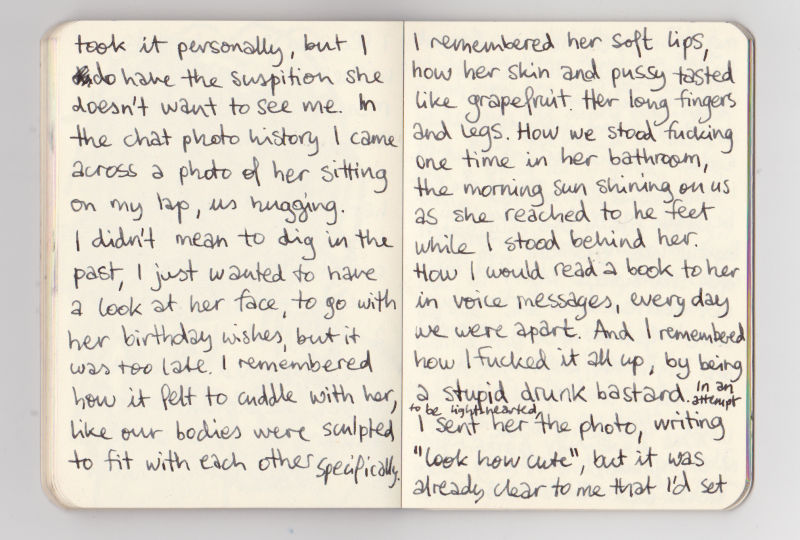 took it personally, but I
do have the suspition she
doesn't want to see me. In
the chat photo history I came
across a photo of her sitting
on my lap, us hugging.
I didn't mean to dig in the
past, I just wanted to have
a look at her face, to go with
her birthday wishes, but it
was too late. I remembered
how it felt to cuddle with her,
like our bodies were sculpted
to fit with each other specifically.
I remembered her soft lips,
how her skin and pussy tasted
like grapefruit. Her long fingers
and legs. How we stood fucking
one time in her bathroom,
the morning sun shining on us
as she reached to he feet
while I stood behind her.
How I would read a book to her
in voice messages, every day
we were apart. And I remembered
how I fucked it all up, by being
a stupid drunk bastard. In an attempt
to be lighthearted,
I sent her the photo, writing
"look how cute", but it was
already clear to me that I'd set